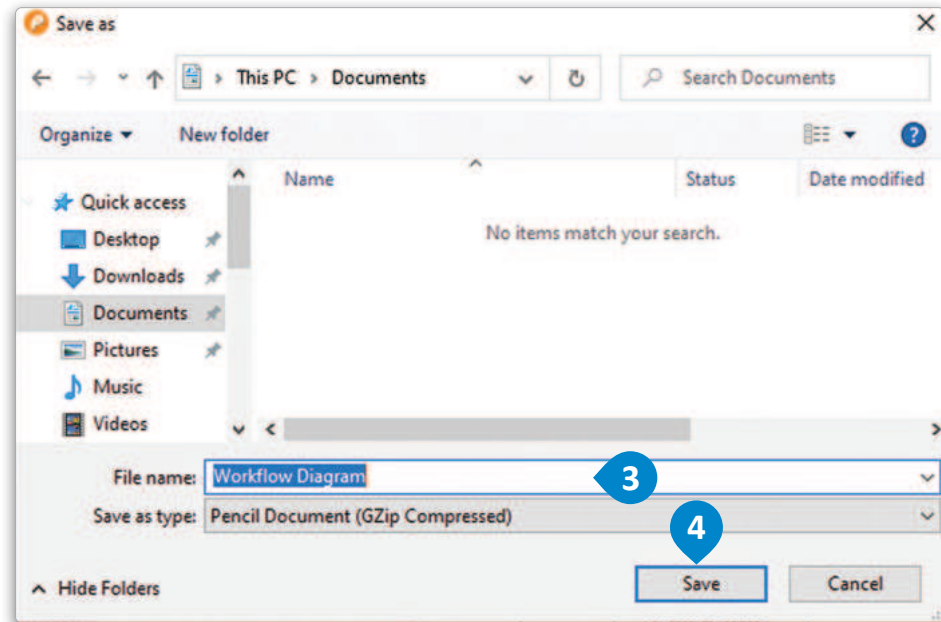 Save as
This PC > Documents
Search Documents
Organize
New folder
Name
Status
Date modified
Quick access
No items match your search.
Desktop
Downloads
Documents
Pictures
Music
Videos
File name: Workflow Diagram
3
Save as type: Pencil Document (GZip Compressed)
4
Hide Folders
Save
Cancel